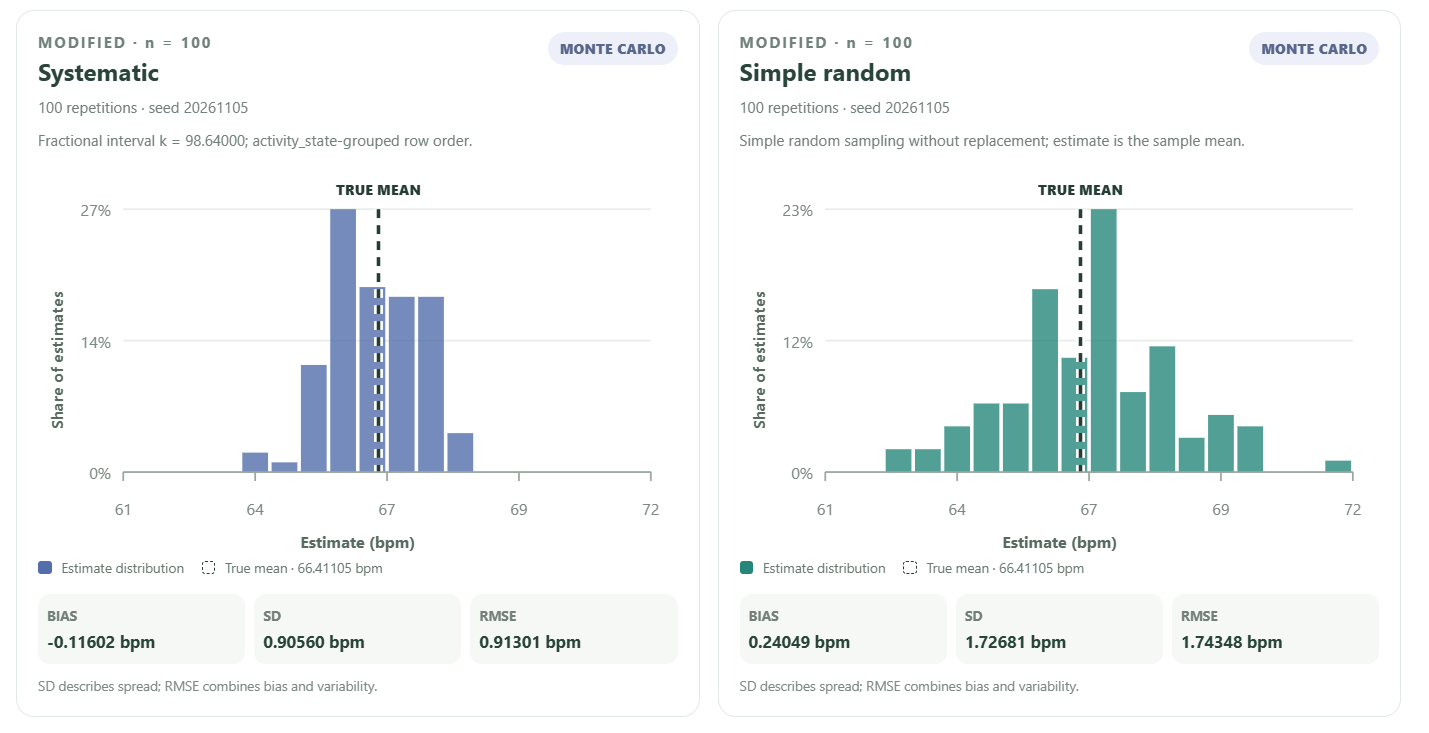 MODIFIED · n = 100
MONTE CARLO
Systematic
100 repetitions · seed 20261105
Fractional interval k = 98.64000; activity_state-grouped row order.
TRUE MEAN
27%
14%
0%
Share of estimates
61 64 67 69 72
Estimate (bpm)
Estimate distribution True mean · 66.41105 bpm
BIAS SD RMSE
-0.11602 bpm 0.90560 bpm 0.91301 bpm
SD describes spread; RMSE combines bias and variability.
MODIFIED · n = 100
MONTE CARLO
Simple random
100 repetitions · seed 20261105
Simple random sampling without replacement; estimate is the sample mean.
TRUE MEAN
23%
12%
0%
Share of estimates
61 64 67 69 72
Estimate (bpm)
Estimate distribution True mean · 66.41105 bpm
BIAS SD RMSE
0.24049 bpm 1.72681 bpm 1.74348 bpm
SD describes spread; RMSE combines bias and variability.